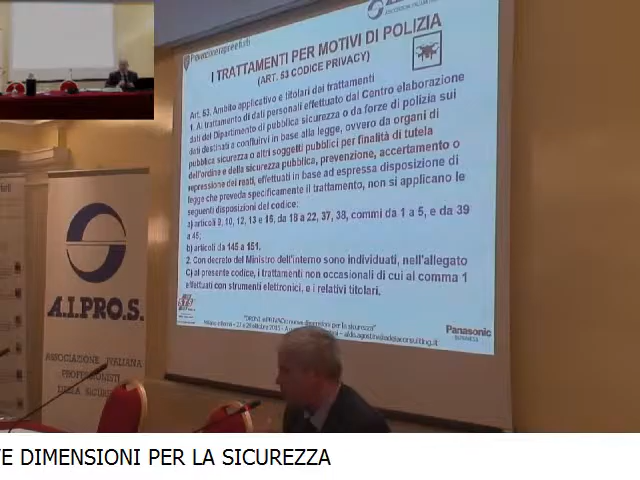 I TRATTAMENTI PER MOTIVI DI POLIZIA
(ART. 53 CODICE PRIVACY)
Art. 53. Ambito applicativo e titolari dei trattamenti
1. Al trattamento di dati personali effettuato dal Centro elaborazione
dati del Dipartimento di pubblica sicurezza o da forze di polizia sui
dati destinati a confluirvi in base alla legge, ovvero da organi di
pubblica sicurezza o altri soggetti pubblici per finalità di tutela
dell'ordine e della sicurezza pubblica, prevenzione, accertamento o
repressione dei reati, effettuati in base ad espressa disposizione di
legge che preveda specificamente il trattamento, non si applicano le
seguenti disposizioni del codice:
a) articoli 9, 10, 12, 13 e 16, da 18 a 22, 37, 38, commi da 1 a 5, e da 39
a 45;
b) articoli da 145 a 151.
2. Con decreto del Ministro dell'interno sono individuati, nell'allegato
C) al presente codice, i trattamenti non occasionali di cui al comma 1
effettuati con strumenti elettronici, e i relativi titolari.
Panasonic
BUSINESS
A.I.PRO.S.
ASSOCIAZIONE ITALIANA
PROFESSIONISTI
DELLA
E DIMENSIONI PER LA SICUREZZA